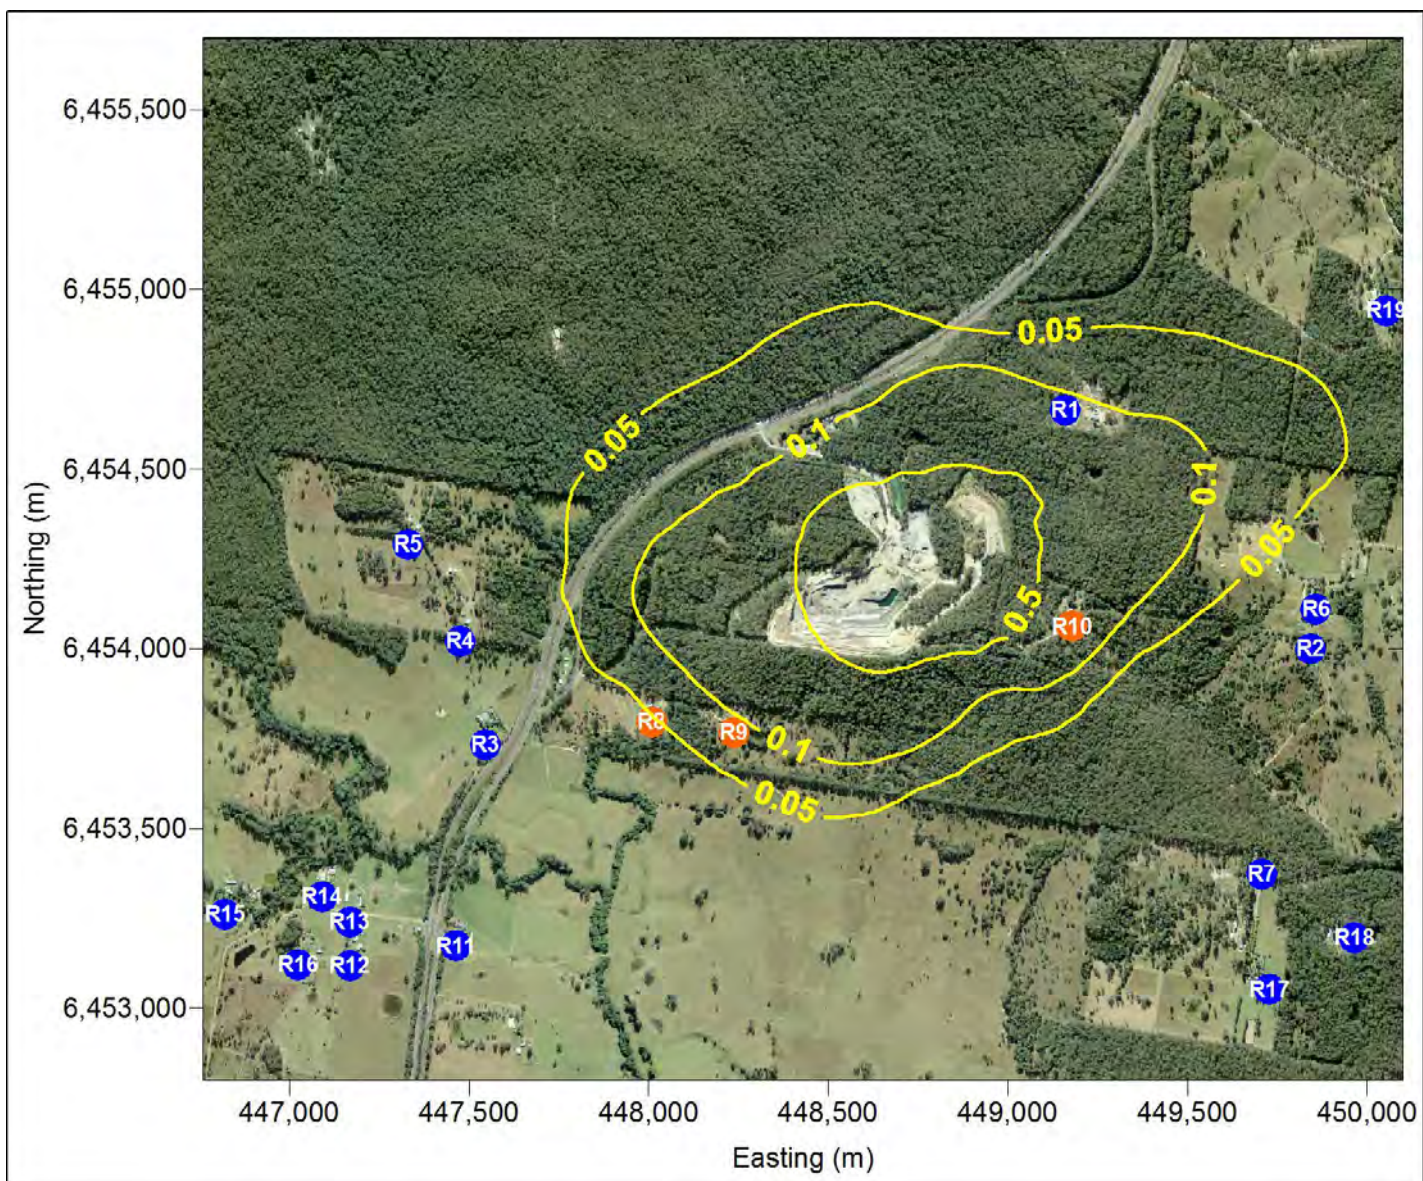 6,455,500
6,455,000
6,454,500
6,454,000
6,453,500
6,453,000
Northing (m)
0.05
R19
R1
0.05
0.1
0.1
R5
0.05
0.5
R6
R10
R4
R2
R8
R9
R3
0.1
0.05
R7
R14
R15
R13
R18
R11
R16
R12
R17
447,000
447,500
448,000
448,500
449,000
449,500
450,000
Easting (m)